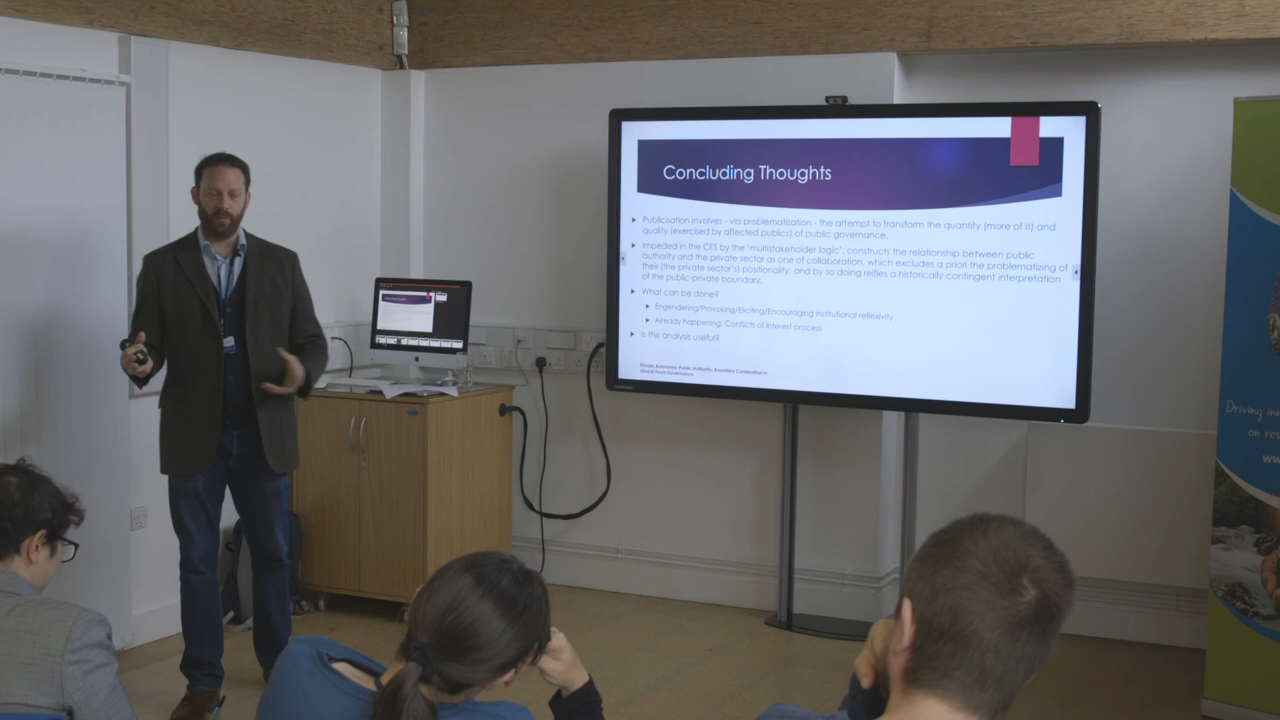 Concluding Thoughts
Publicisation involves - via problematisation - the attempt to transform the quantity (more of it) and
quality (exercised by affected publics) of public governance.
Impeded in the CFS by the 'multistakeholder logic': constructs the relationship between public
authority and the private sector as one of collaboration, which excludes a priori the problematizing of
their (the private sector's) positionality, and by so doing reifies a historically contingent interpretation
of the public-private boundary.
What can be done?
Engendering/Provoking/Eliciting/Encouraging institutional reflexivity
Already happening: Conflicts of Interest process
Is this analysis useful?
Private Autonomy Public Authority: Boundary Contestation in
Global Food Governance
Driving
on